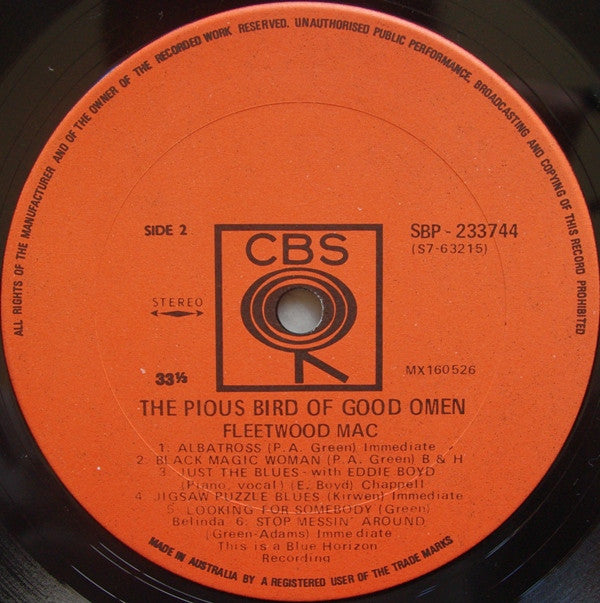 ALL RIGHTS OF THE MANUFACTURER AND OF THE OWNER OF THE RECORDED WORK RESERVED. UNAUTHORISED PUBLIC PERFORMANCE, BROADCASTING AND COPYING OF THIS RECORD PROHIBITED
SIDE 2
CBS
SBP - 233744
(S7-63215)
STEREO
33⅓
MX160526
THE PIOUS BIRD OF GOOD OMEN
FLEETWOOD MAC
1. ALBATROSS (P. A. Green) Immediate
2. BLACK MAGIC WOMAN (P. A. Green) B & H
3. JUST THE BLUES - with EDDIE BOYD
(Piano, vocal) (E. Boyd) Chappell
4. JIGSAW PUZZLE BLUES (Kirwen) Immediate
5. LOOKING FOR SOMEBODY (Green)
Belinda 6. STOP MESSIN' AROUND
(Green-Adams) Immediate
This is a Blue Horizon
Recording
MADE IN AUSTRALIA BY A REGISTERED USER OF THE TRADE MARKS